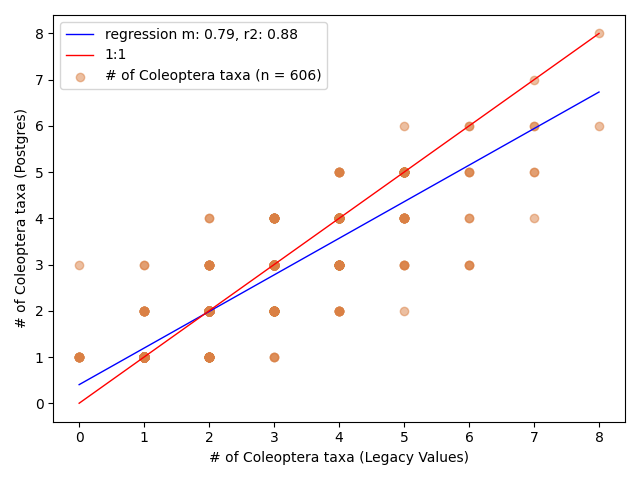 regression m: 0.79, r2: 0.88
1:1
# of Coleoptera taxa (n = 606)
8
7
6
5
4
3
2
1
0
# of Coleoptera taxa (Postgres)
0 1 2 3 4 5 6 7 8
# of Coleoptera taxa (Legacy Values)